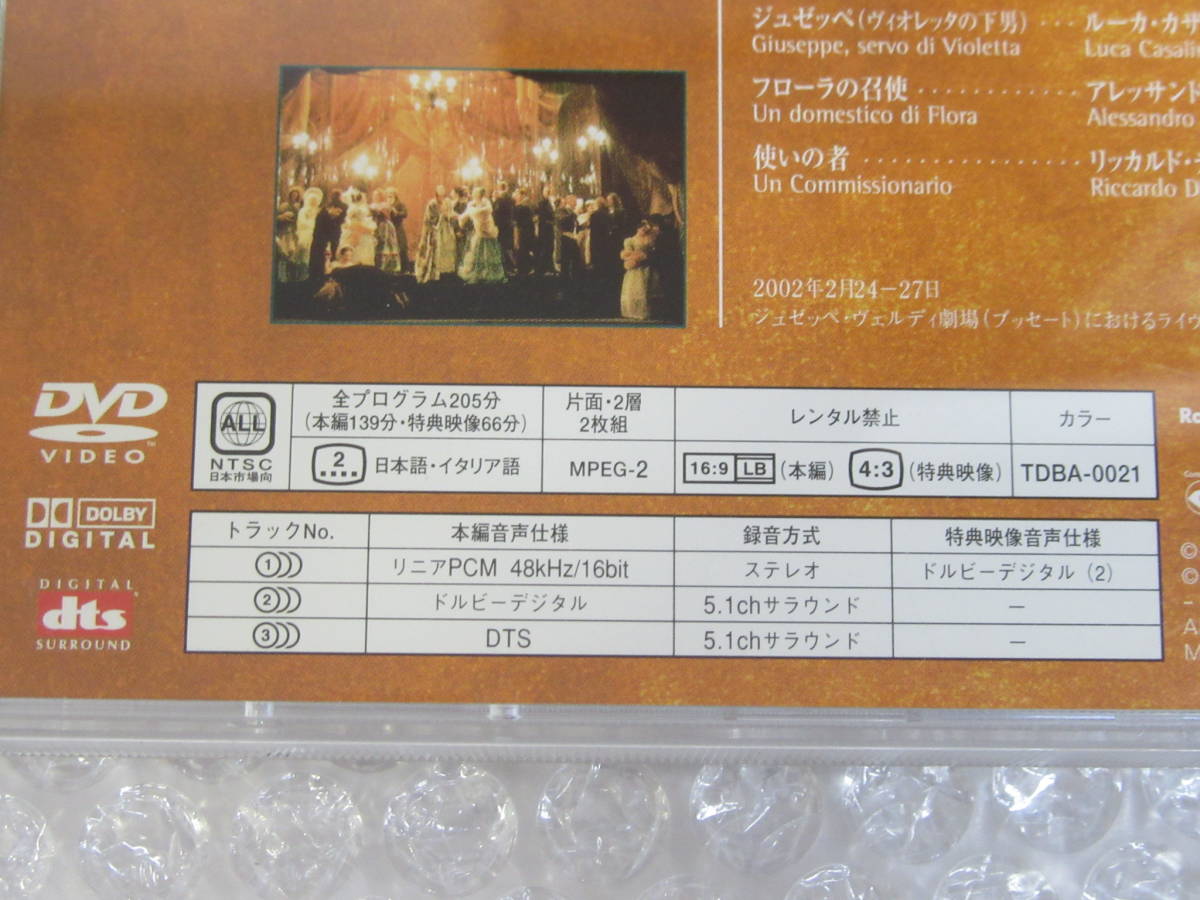 ジュゼッペ(ヴィオレッタの下男) ··· ルーカ・カサ
Giuseppe, servo di Violetta Luca Casali
フローラの召使 ············· アレッサンド
Un domestico di Flora Alessandro
使いの者 ················· リッカルド・
Un Commissionario Riccardo D
2002年2月24-27日
ジュゼッペ・ヴェルディ劇場(ブッセート)におけるライヴ
DVD
VIDEO
ALL
NTSC
日本市場向
全プログラム205分
(本編139分・特典映像66分)
片面・2層
2枚組
レンタル禁止
カラー
2 日本語・イタリア語
MPEG-2
16:9 LB (本編) 4:3 (特典映像)
TDBA-0021
DOLBY
DIGITAL
DIGITAL
dts
SURROUND
トラックNo. 本編音声仕様 録音方式 特典映像音声仕様
1 リニアPCM 48kHz/16bit ステレオ ドルビーデジタル (2)
2 ドルビーデジタル 5.1chサラウンド —
3 DTS 5.1chサラウンド —